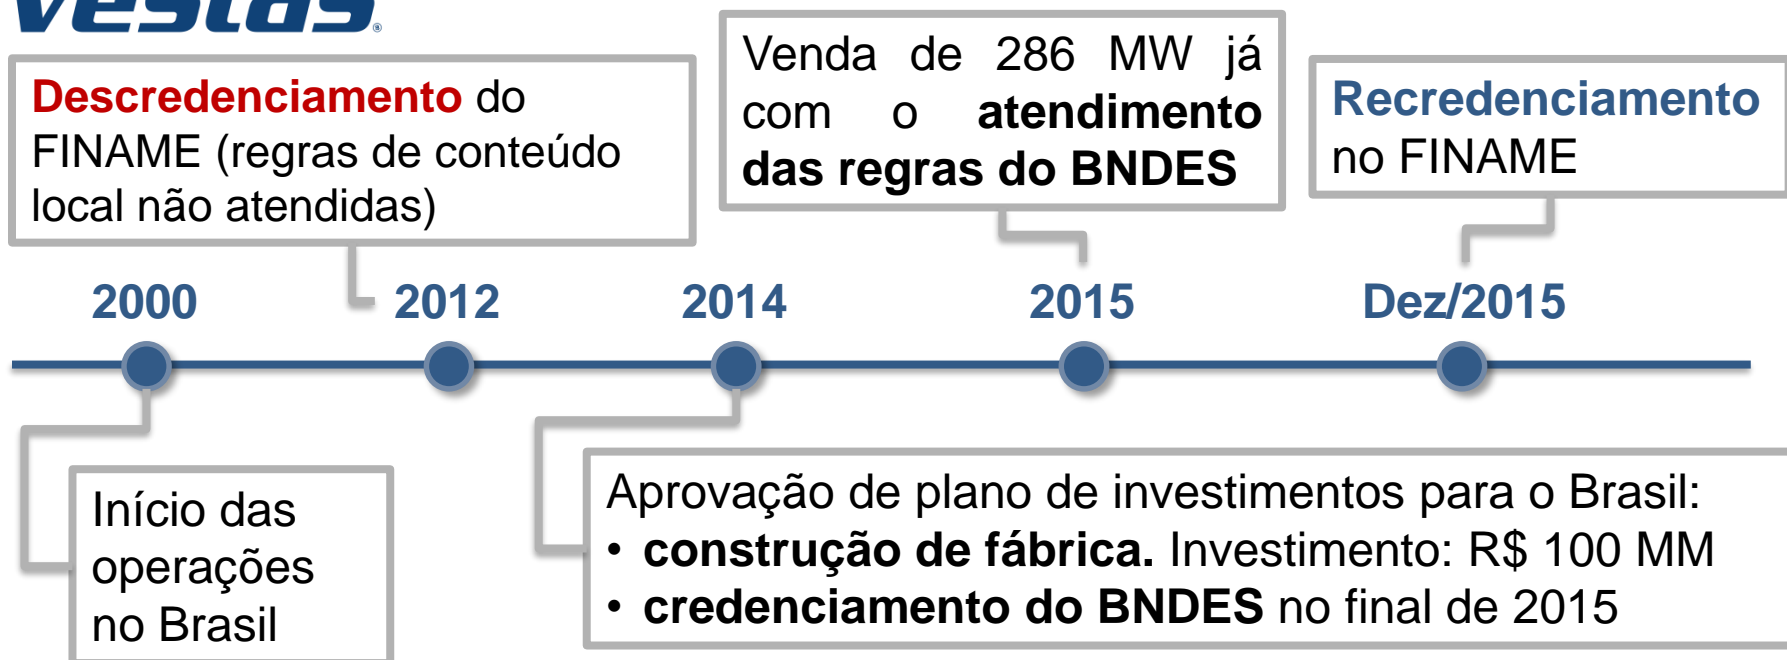 Vestas
Descredenciamento do
FINAME (regras de conteúdo
local não atendidas)
Venda de 286 MW já
com o atendimento
das regras do BNDES
Recredenciamento
no FINAME
2000
2012
2014
2015
Dez/2015
Início das
operações
no Brasil
Aprovação de plano de investimentos para o Brasil:
• construção de fábrica. Investimento: R$ 100 MM
• credenciamento do BNDES no final de 2015